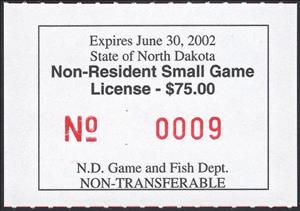 Expires June 30, 2002
State of North Dakota
Non-Resident Small Game
License - $75.00
Nº 0009
N.D. Game and Fish Dept.
NON-TRANSFERABLE